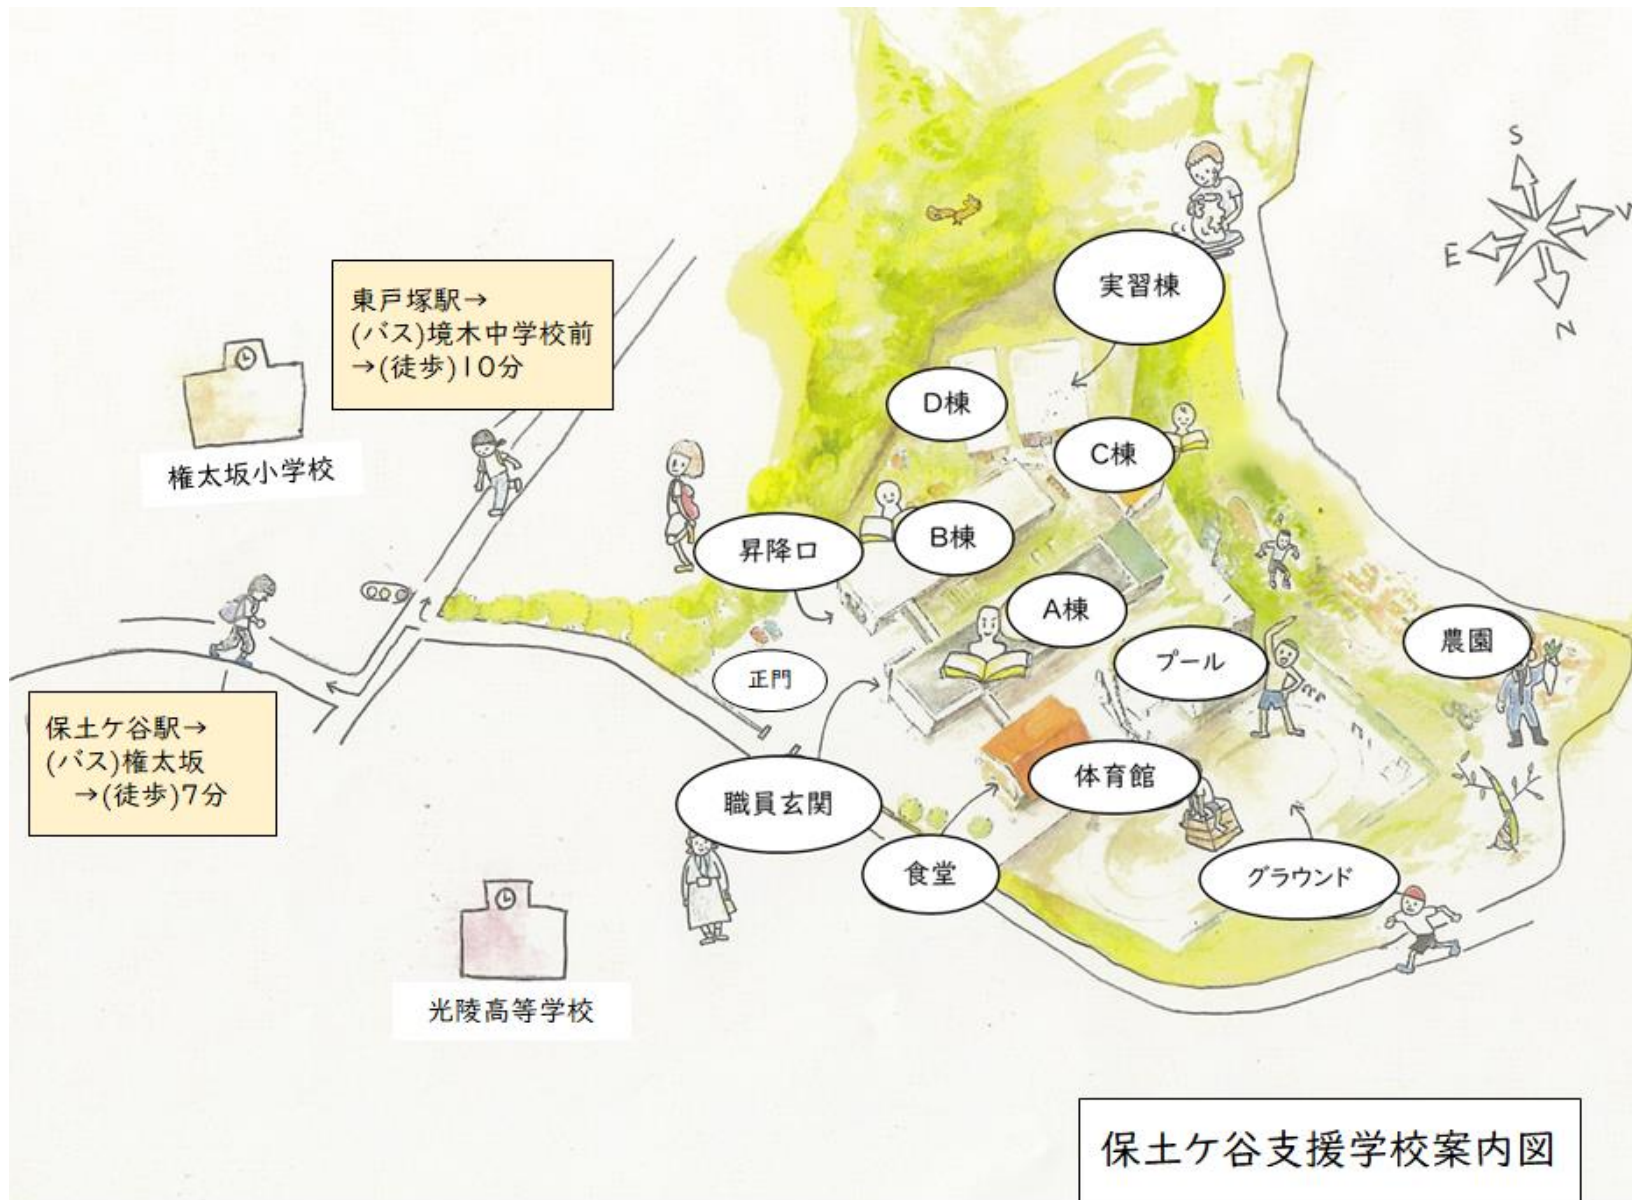 S
W
E
N
実習棟
東戸塚駅→
(バス)境木中学校前
→(徒歩)10分
D棟
C棟
権太坂小学校
昇降口
B棟
A棟
農園
プール
正門
保土ケ谷駅→
(バス)権太坂
→(徒歩)7分
体育館
職員玄関
食堂
グラウンド
光陵高等学校
保土ケ谷支援学校案内図